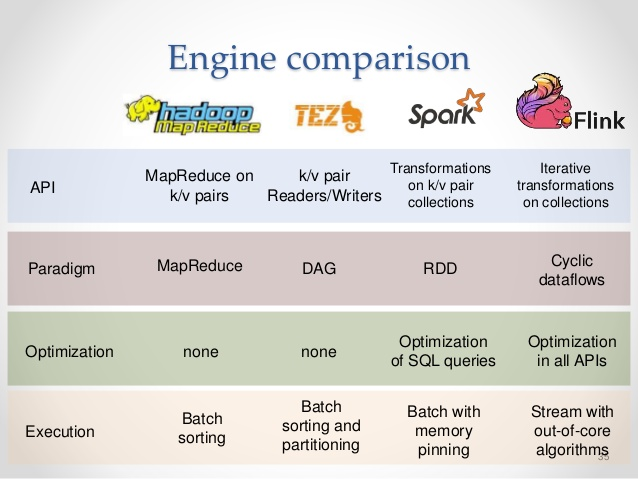 Engine comparison
hadoop
MapReduce
TEZ
Spark
Flink
API
MapReduce on
k/v pairs
k/v pair
Readers/Writers
Transformations
on k/v pair
collections
Iterative
transformations
on collections
Paradigm
MapReduce
DAG
RDD
Cyclic
dataflows
Optimization
none
none
Optimization
of SQL queries
Optimization
in all APIs
Execution
Batch
sorting
Batch
sorting and
partitioning
Batch with
memory
pinning
Stream with
out-of-core
algorithms
35